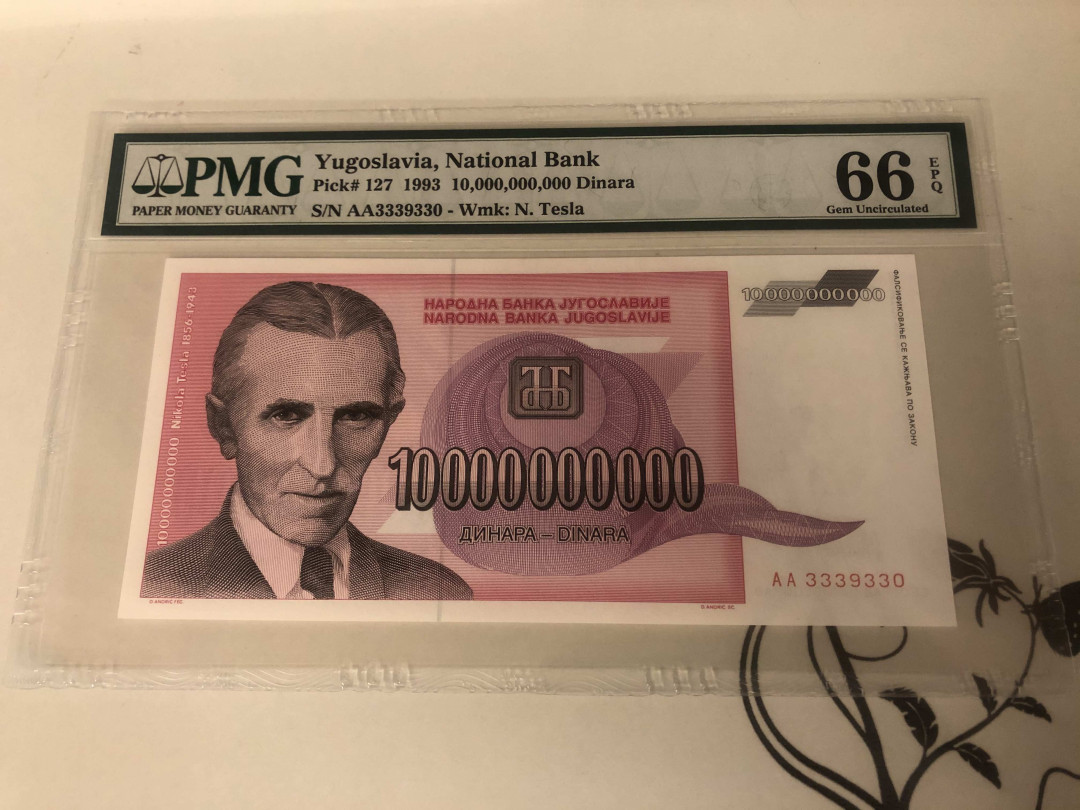 PMG
PAPER MONEY GUARANTY
Yugoslavia, National Bank
Pick# 127 1993 10,000,000,000 Dinara
S/N AA3339330 - Wmk: N. Tesla
66
EPQ
Gem Uncirculated
НАРОДНА БАНКА ЈУГОСЛАВИЈЕ
NARODNA BANKA JUGOSLAVIJE
10000000000
ФАЛСИФИКОВАЊЕ СЕ КАЖЊАВА ПО ЗАКОНУ
10000000000 Nikola Tesla 1856 1943
10000000000
ДИНАРА – DINARA
AA 3339330